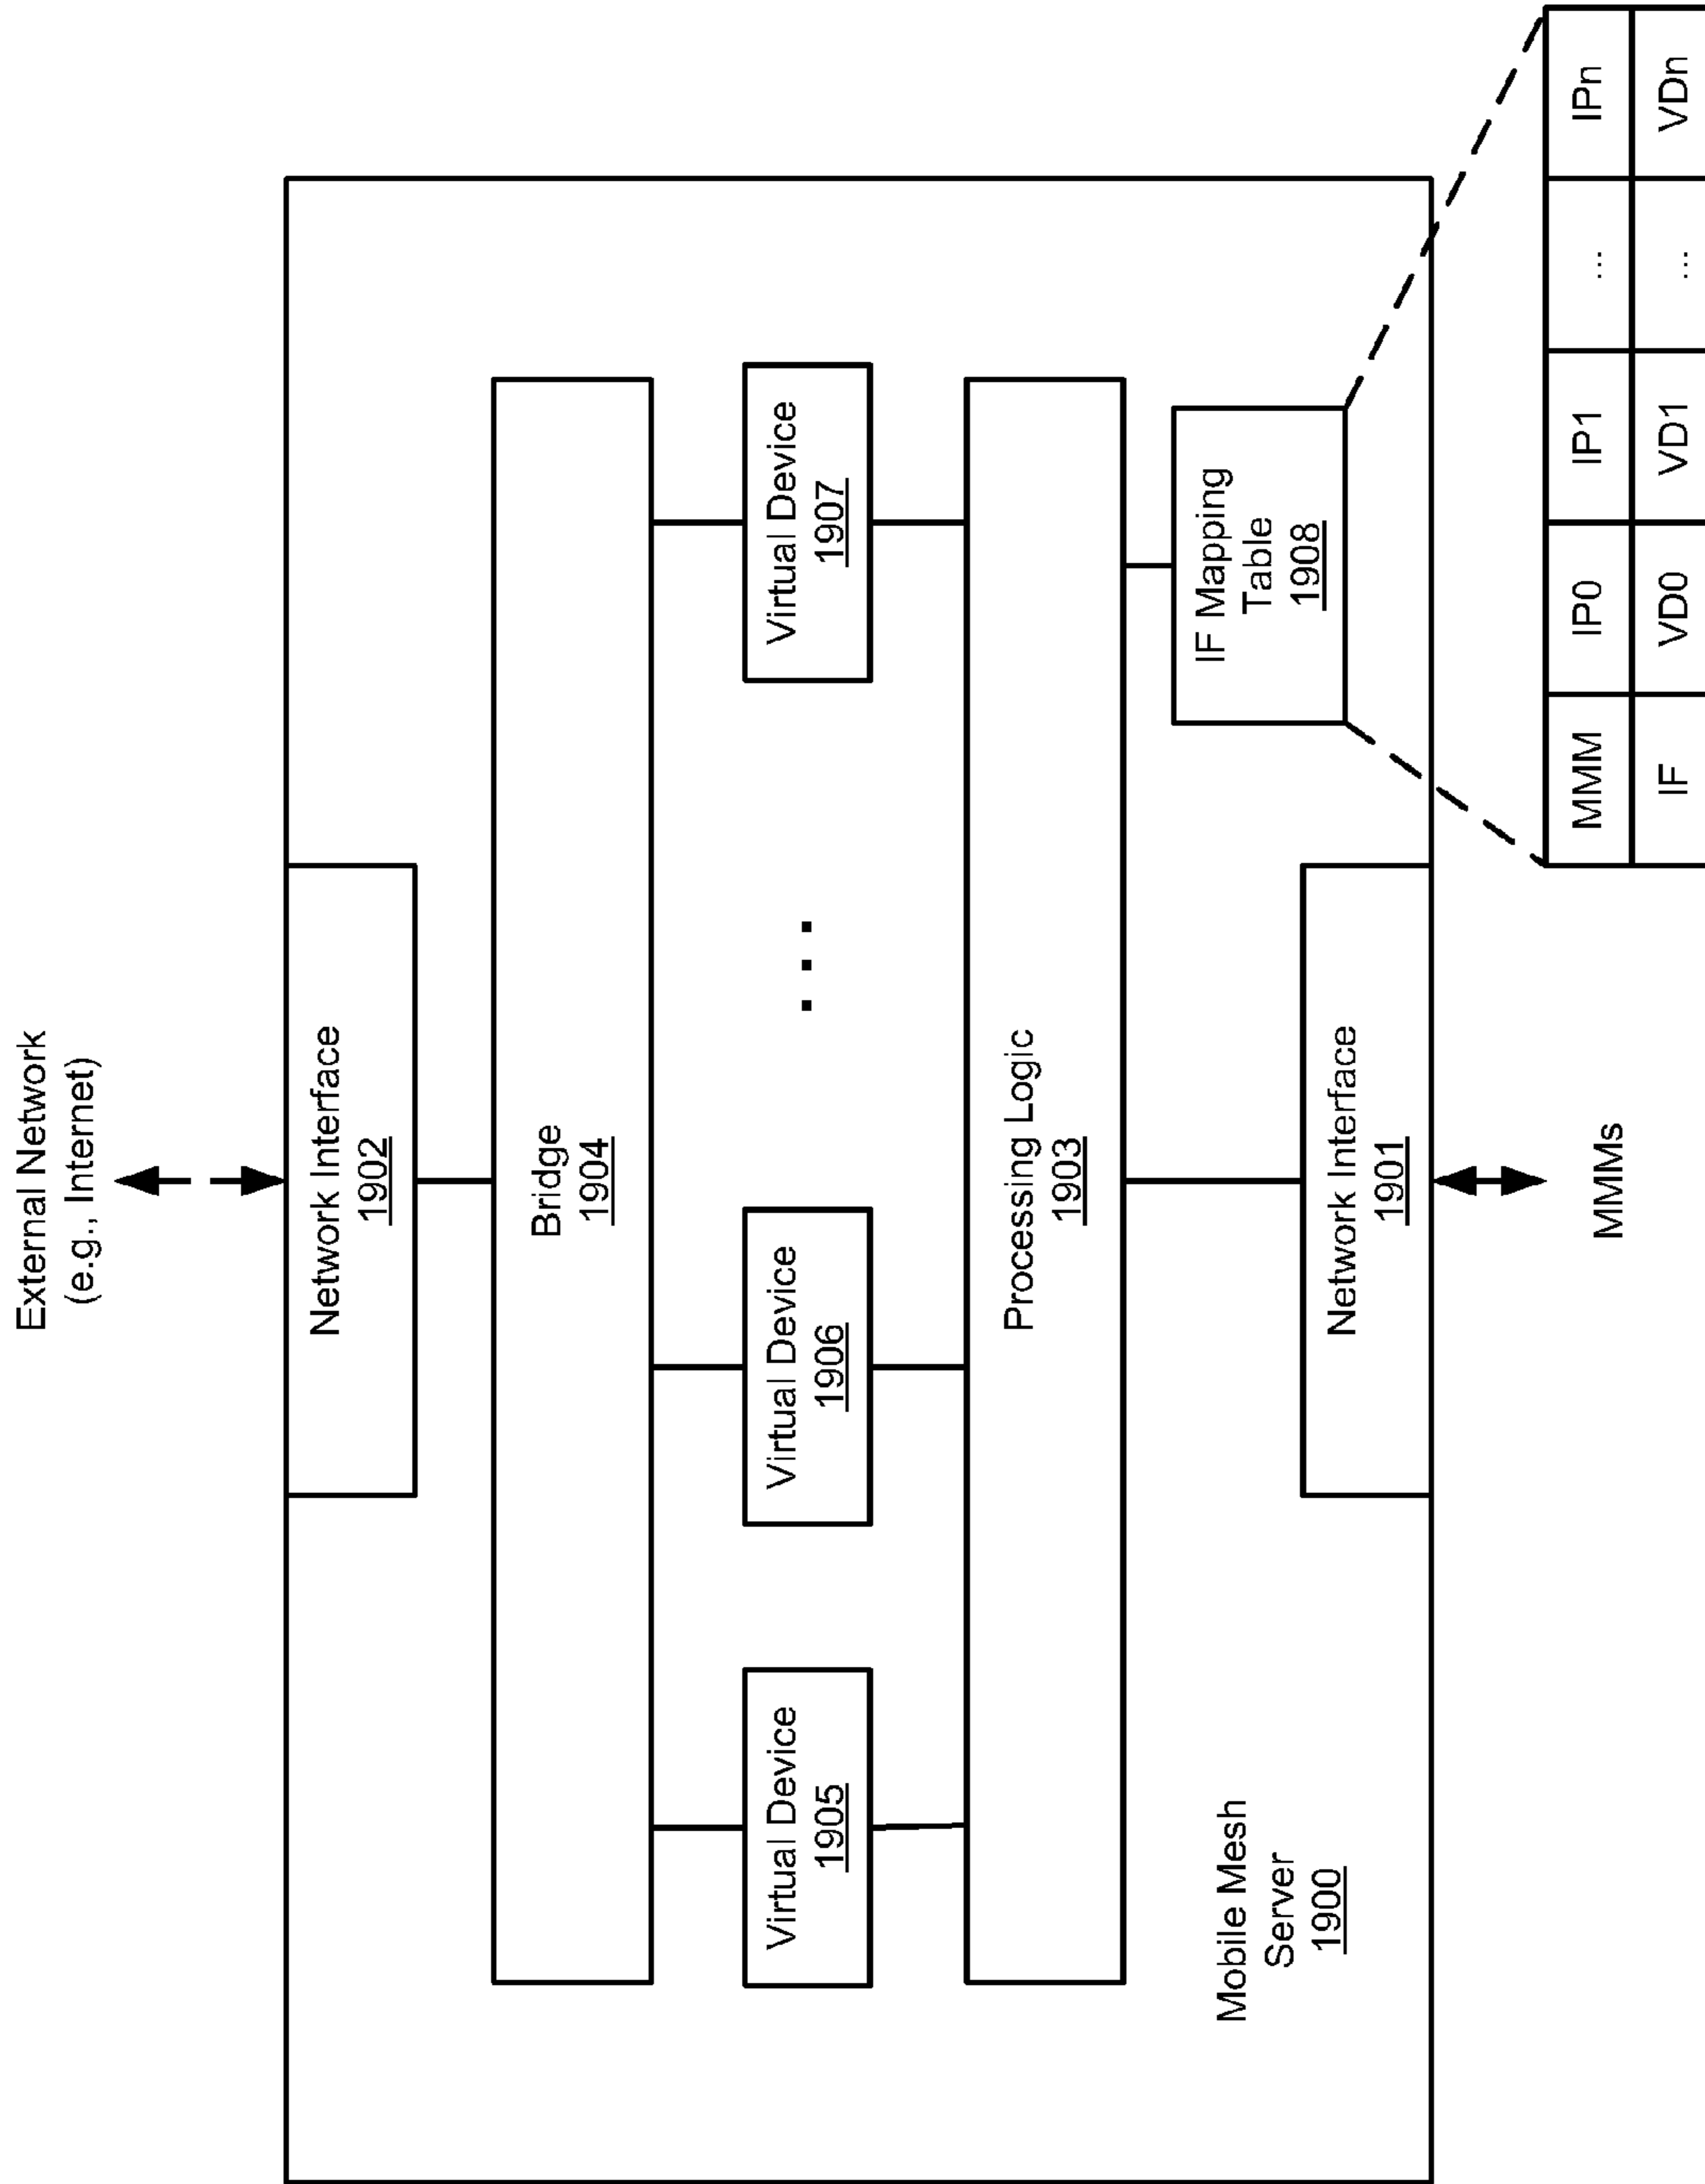 External Network
(e.g., Internet)
Network Interface
1902
Bridge
1904
Virtual Device
1905
Virtual Device
1906
. . .
Virtual Device
1907
Processing Logic
1903
IF Mapping
Table
1908
Mobile Mesh
Server
1900
Network Interface
1901
MMMs
MMM IP0 IP1 ... IPn
IF VD0 VD1 ... VDn